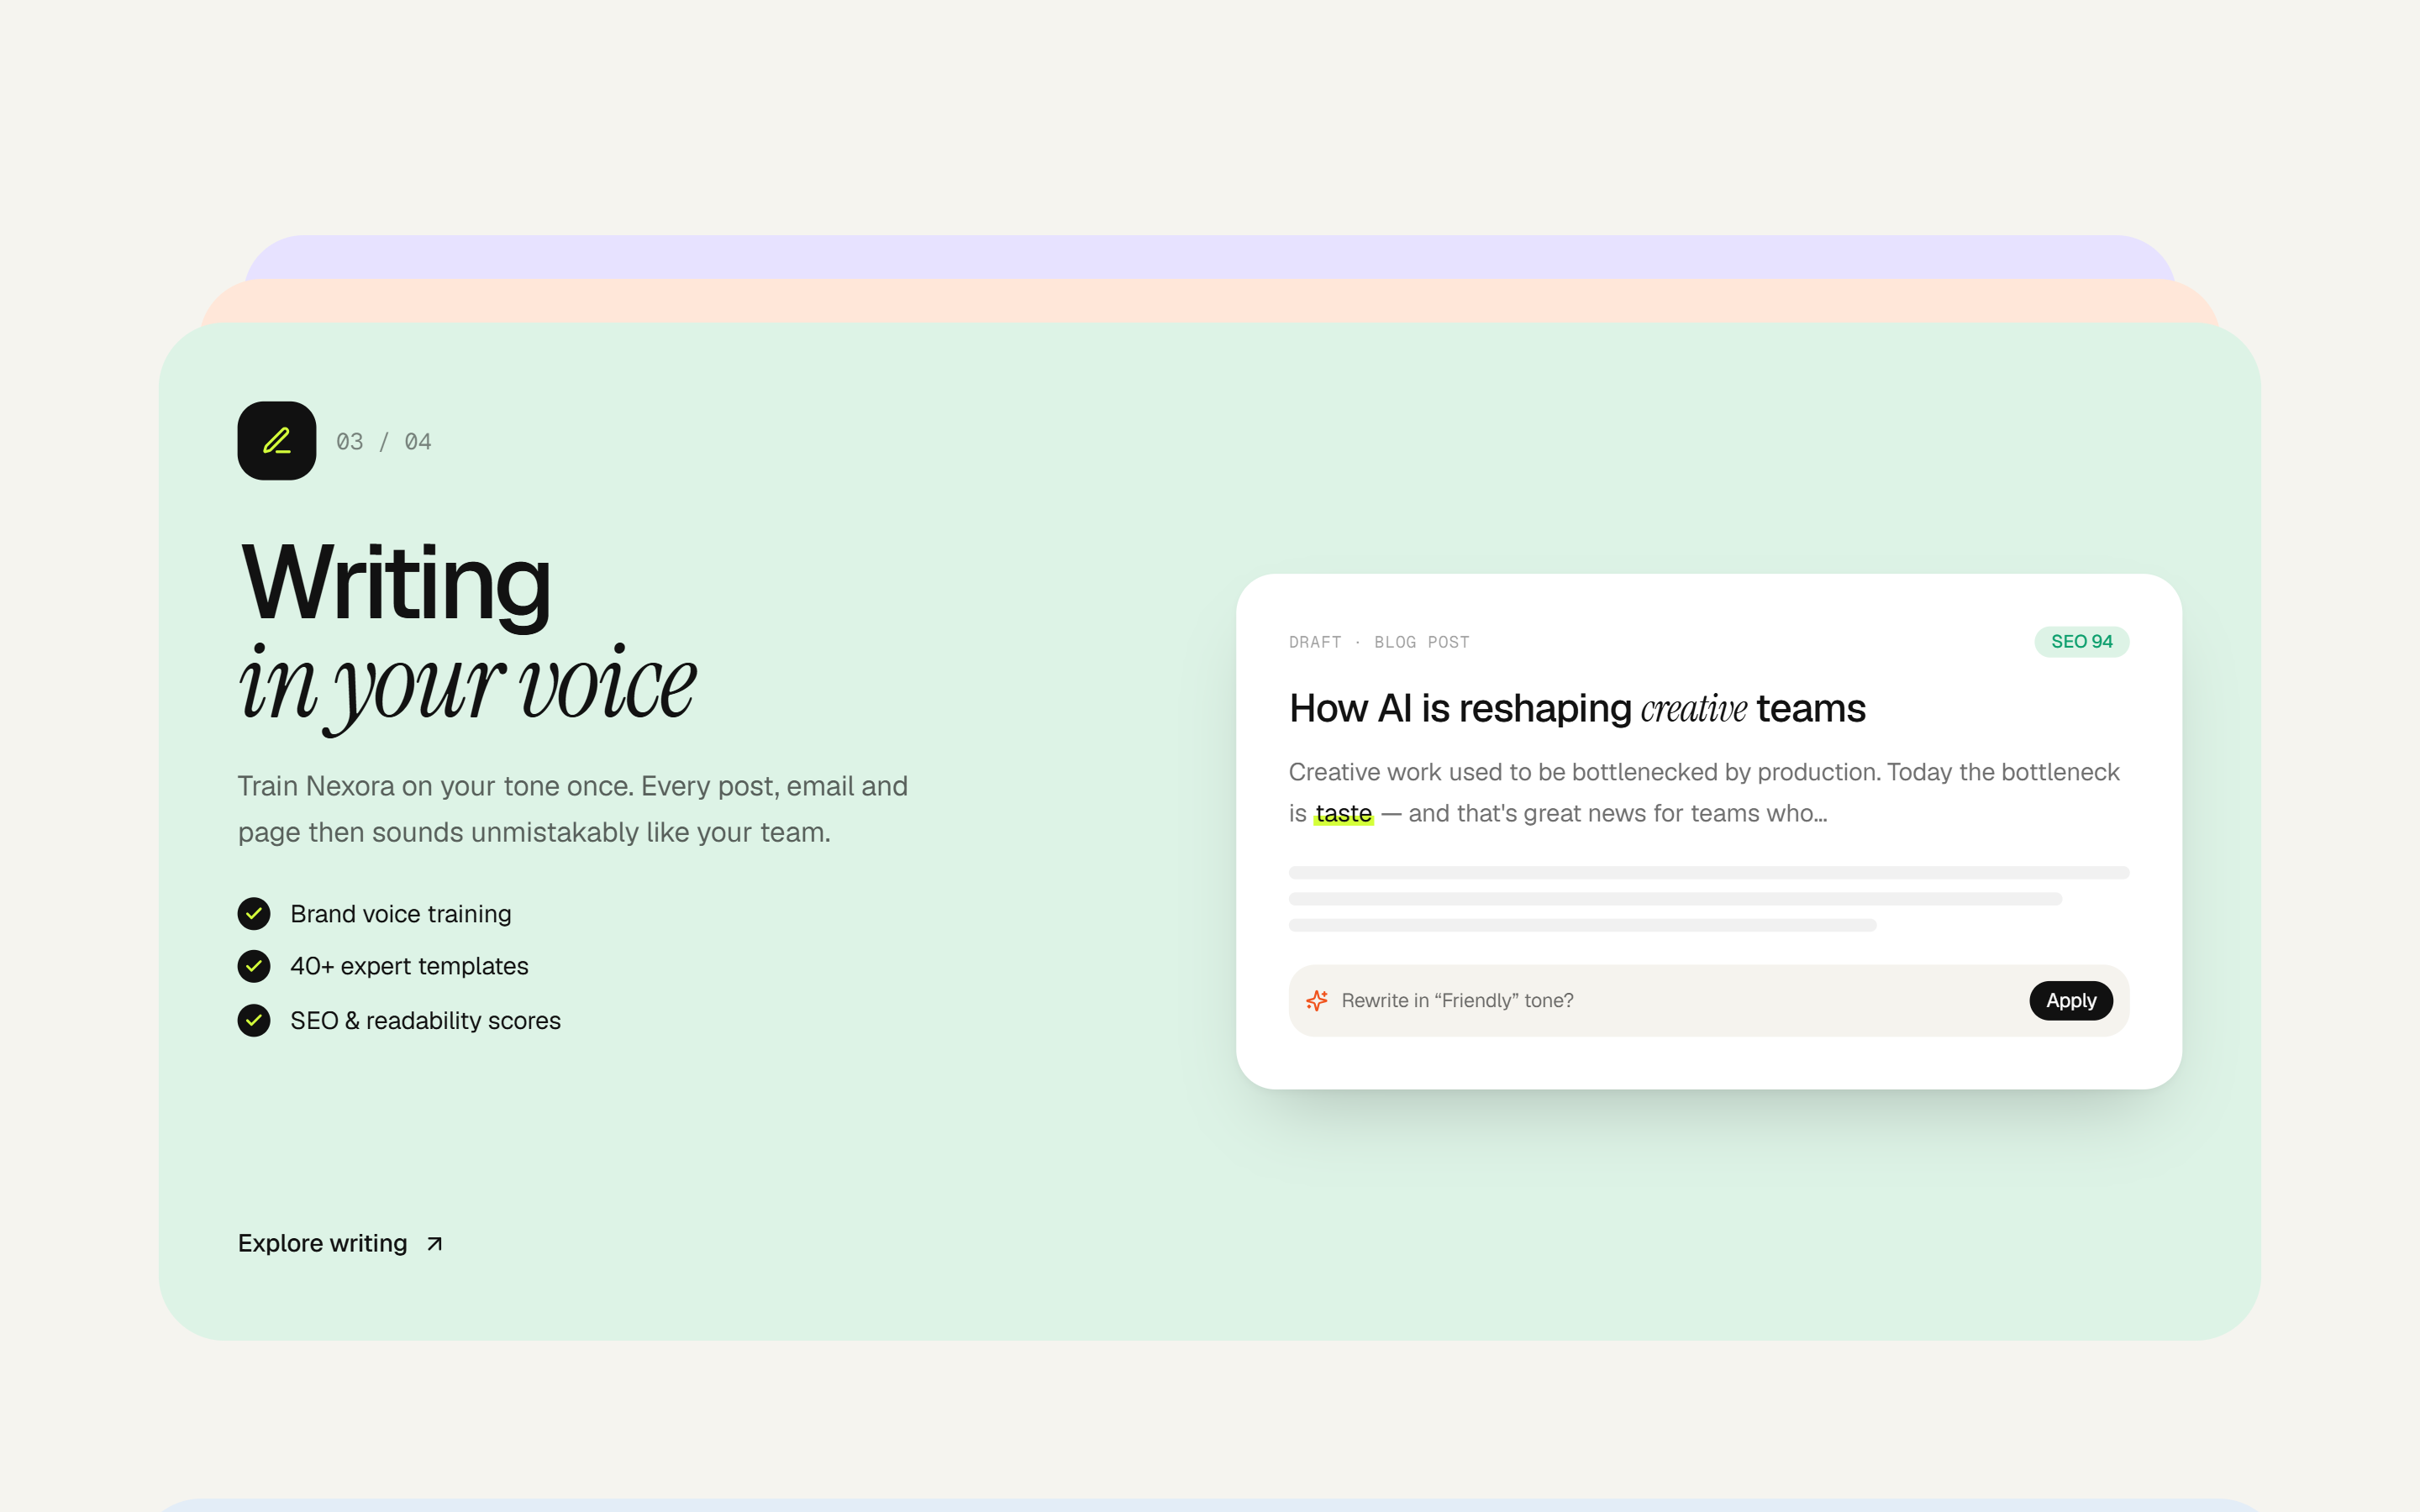 03 / 04
Writing
in your voice
Train Nexora on your tone once. Every post, email and
page then sounds unmistakably like your team.
Brand voice training
40+ expert templates
SEO & readability scores
Explore writing
DRAFT · BLOG POST
SEO 94
How AI is reshaping creative teams
Creative work used to be bottlenecked by production. Today the bottleneck
is taste — and that's great news for teams who...
Rewrite in “Friendly” tone?
Apply